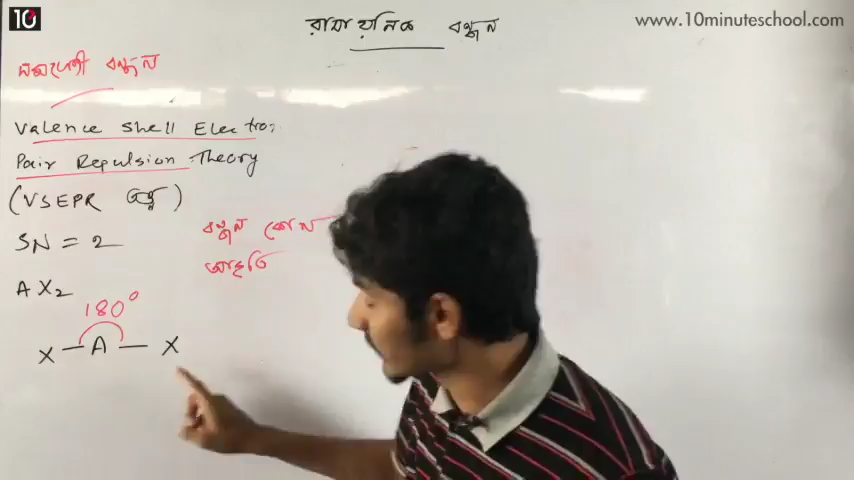 10
www.10minuteschool.com
রাসায়নিক বন্ধন
সমযোজী বন্ধন
Valence Shell Electro
Pair Repulsion Theory
(VSEPR তত্ত্ব)
SN = 2
বন্ধন কোন
আকৃতি
AX₂
180°
X — A — X